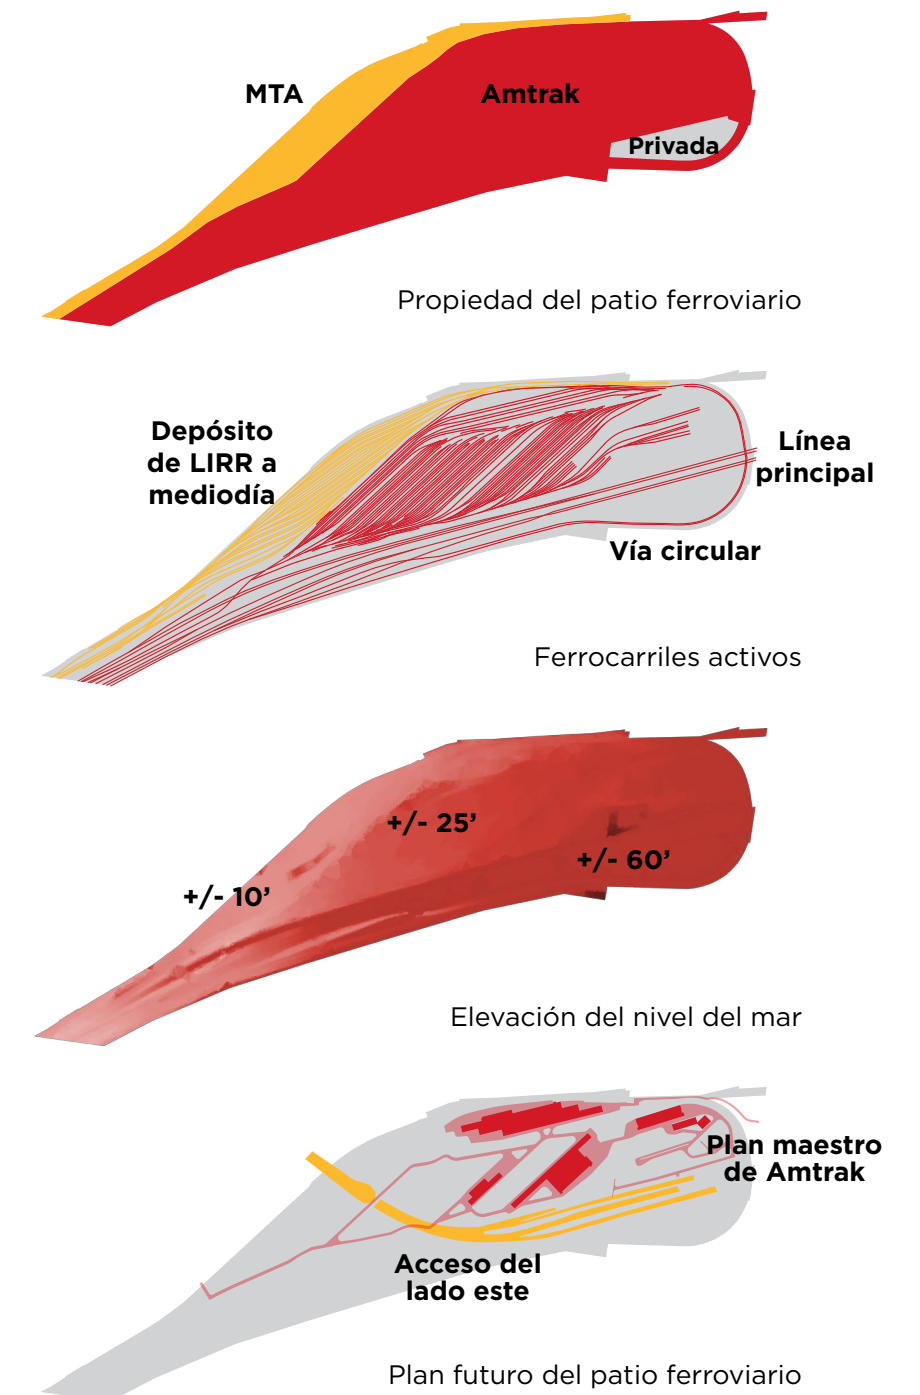 MTA
Amtrak
Privada
Propiedad del patio ferroviario
Depósito
de LIRR a
mediodía
Línea
principal
Vía circular
Ferrocarriles activos
+/- 25’
+/- 60’
+/- 10’
Elevación del nivel del mar
Plan maestro
de Amtrak
Acceso del
lado este
Plan futuro del patio ferroviario